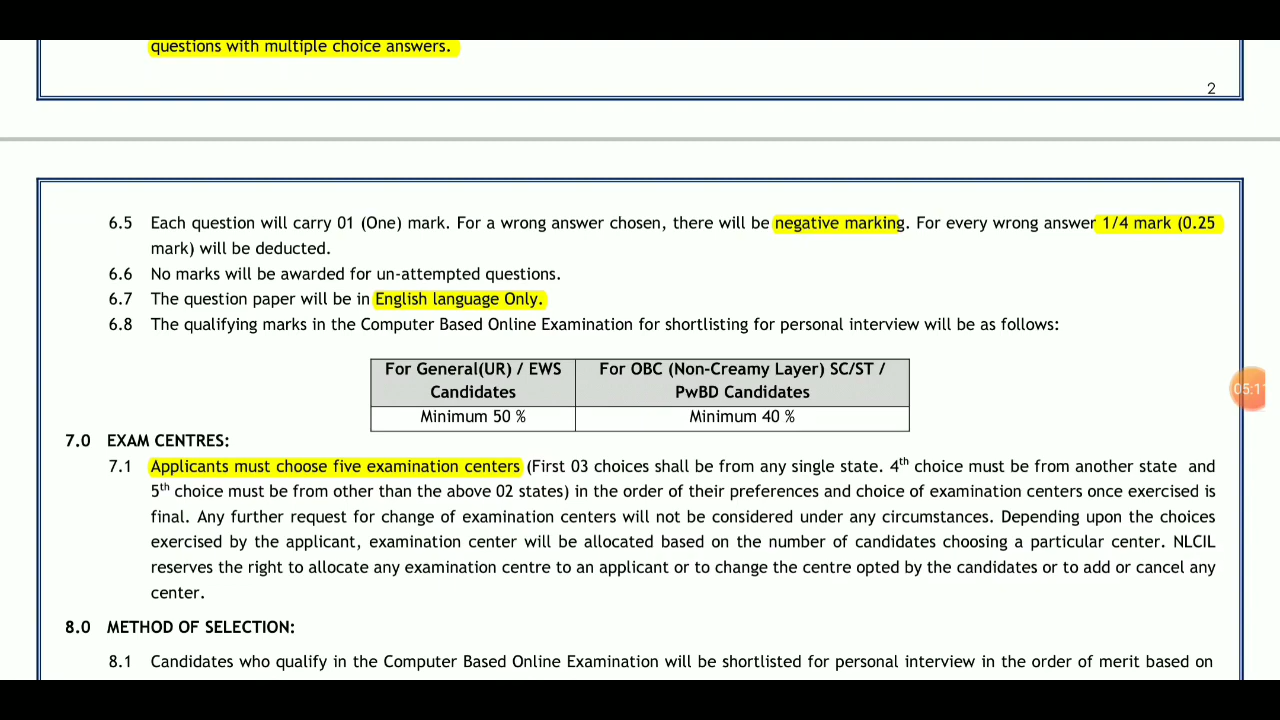 questions with multiple choice answers.
2
6.5 Each question will carry 01 (One) mark. For a wrong answer chosen, there will be negative marking. For every wrong answer 1/4 mark (0.25
mark) will be deducted.
6.6 No marks will be awarded for un-attempted questions.
6.7 The question paper will be in English language Only.
6.8 The qualifying marks in the Computer Based Online Examination for shortlisting for personal interview will be as follows:
For General(UR) / EWS Candidates For OBC (Non-Creamy Layer) SC/ST / PwBD Candidates
Minimum 50 % Minimum 40 %
05:11
7.0 EXAM CENTRES:
7.1 Applicants must choose five examination centers (First 03 choices shall be from any single state. 4th choice must be from another state and
5th choice must be from other than the above 02 states) in the order of their preferences and choice of examination centers once exercised is
final. Any further request for change of examination centers will not be considered under any circumstances. Depending upon the choices
exercised by the applicant, examination center will be allocated based on the number of candidates choosing a particular center. NLCIL
reserves the right to allocate any examination centre to an applicant or to change the centre opted by the candidates or to add or cancel any
center.
8.0 METHOD OF SELECTION:
8.1 Candidates who qualify in the Computer Based Online Examination will be shortlisted for personal interview in the order of merit based on